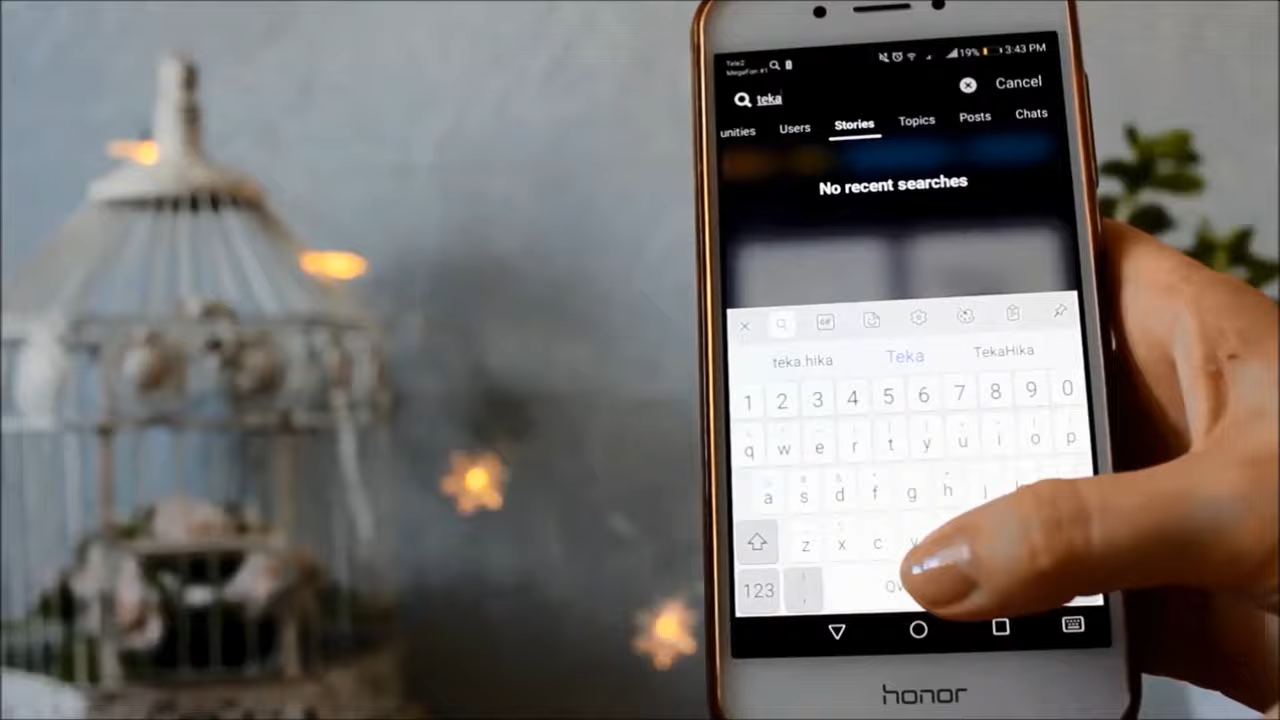 Tele2
MegaFon #1
19% 3:43 PM
teka
Cancel
unities Users Stories Topics Posts Chats
No recent searches
GIF
teka.hika Teka TekaHika
1 2 3 4 5 6 7 8 9 0
q w e r t y u i o p
a s d f g h j
z x c v
123
honor